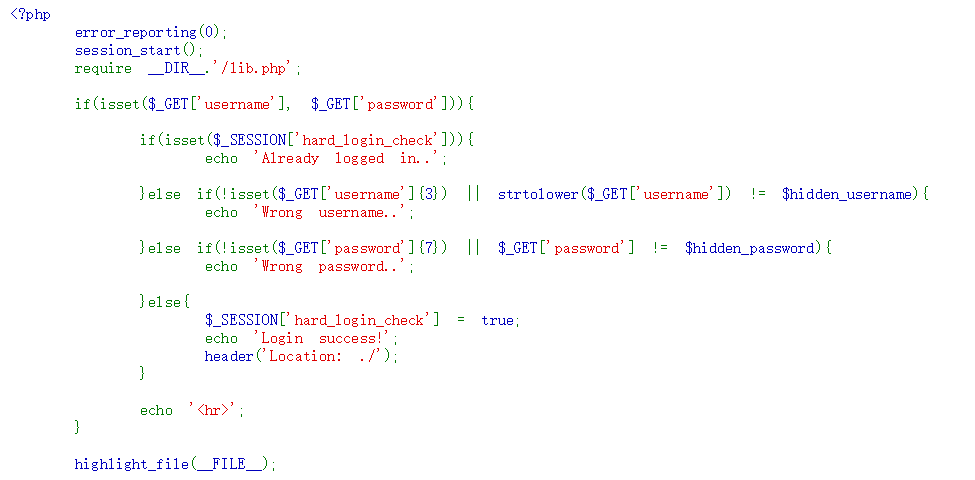 <?php
error_reporting(0);
session_start();
require __DIR__.'/lib.php';
if(isset($_GET['username'], $_GET['password'])){
if(isset($_SESSION['hard_login_check'])){
echo 'Already logged in..';
}else if(!isset($_GET['username']{3}) || strtolower($_GET['username']) != $hidden_username){
echo 'Wrong username..';
}else if(!isset($_GET['password']{7}) || $_GET['password'] != $hidden_password){
echo 'Wrong password..';
}else{
$_SESSION['hard_login_check'] = true;
echo 'Login success!';
header('Location: ./');
}
echo '<hr>';
}
highlight_file(__FILE__);